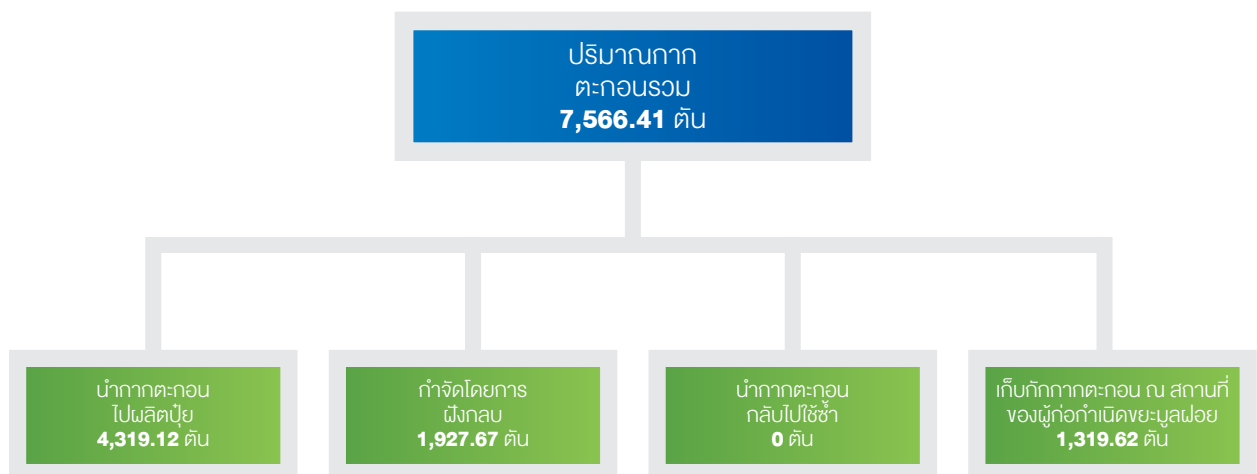 ปริมาณกาก
ตะกอนรวม
7,566.41 ตัน
นำกากตะกอน
ไปผลิตปุ๋ย
4,319.12 ตัน
กำจัดโดยการ
ฝังกลบ
1,927.67 ตัน
นำกากตะกอน
กลับไปใช้ซ้ำ
0 ตัน
เก็บกักกากตะกอน ณ สถานที่
ของผู้ก่อกำเนิดขยะมูลฝอย
1,319.62 ตัน